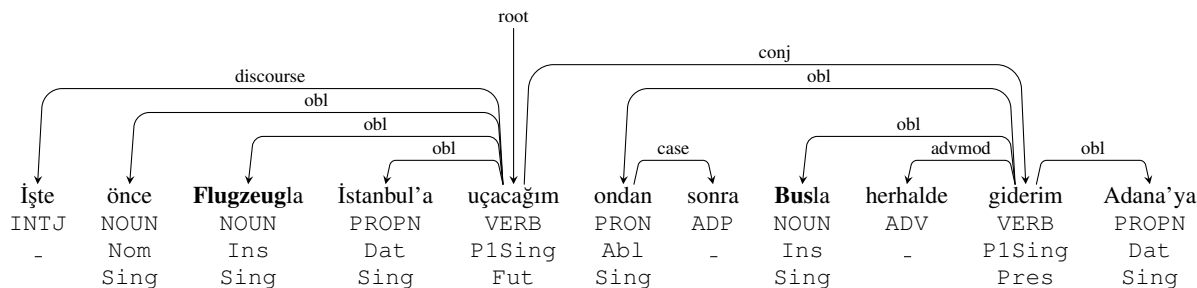 root
conj
discourse obl
obl
obl obl
obl case advmod obl
İşte önce Flugzeugla İstanbul'a uçacağım ondan sonra Busla herhalde giderim Adana'ya
INTJ NOUN NOUN PROPN VERB PRON ADP NOUN ADV VERB PROPN
_ Nom Ins Dat P1Sing Abl _ Ins _ P1Sing Dat
Sing Sing Sing Fut Sing Sing Pres Sing